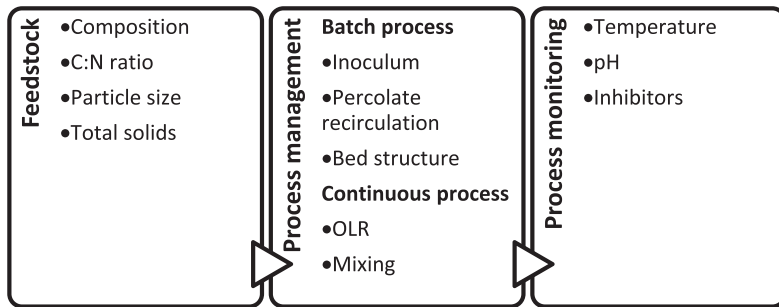 Feedstock
•Composition
•C:N ratio
•Particle size
•Total solids
Process management
Batch process
•Inoculum
•Percolate
recirculation
•Bed structure
Continuous process
•OLR
•Mixing
Process monitoring
•Temperature
•pH
•Inhibitors